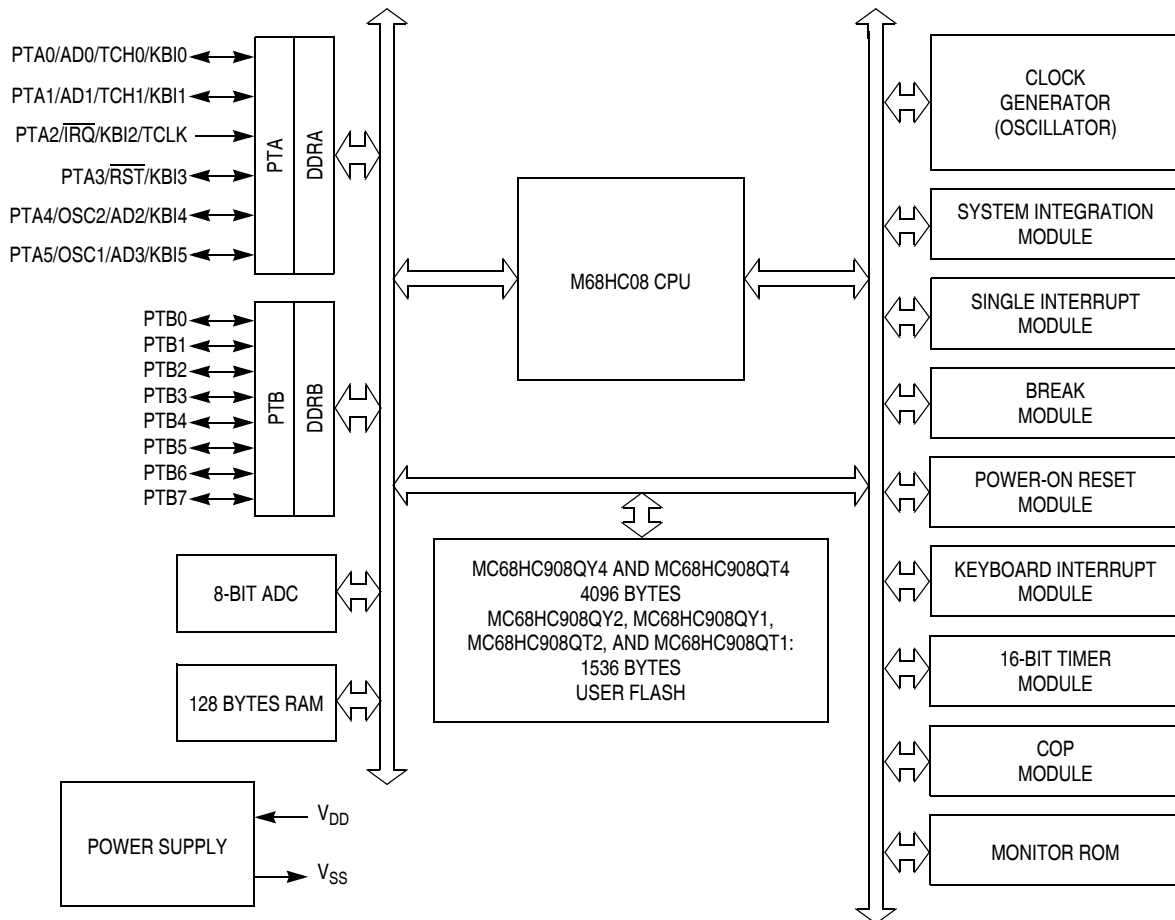 PTA0/AD0/TCH0/KBI0
PTA1/AD1/TCH1/KBI1
PTA2/IRQ/KBI2/TCLK
PTA3/RST/KBI3
PTA4/OSC2/AD2/KBI4
PTA5/OSC1/AD3/KBI5
PTA
DDRA
PTB0
PTB1
PTB2
PTB3
PTB4
PTB5
PTB6
PTB7
PTB
DDRB
8-BIT ADC
128 BYTES RAM
POWER SUPPLY
VDD
VSS
M68HC08 CPU
MC68HC908QY4 AND MC68HC908QT4
4096 BYTES
MC68HC908QY2, MC68HC908QY1,
MC68HC908QT2, AND MC68HC908QT1:
1536 BYTES
USER FLASH
CLOCK
GENERATOR
(OSCILLATOR)
SYSTEM INTEGRATION
MODULE
SINGLE INTERRUPT
MODULE
BREAK
MODULE
POWER-ON RESET
MODULE
KEYBOARD INTERRUPT
MODULE
16-BIT TIMER
MODULE
COP
MODULE
MONITOR ROM